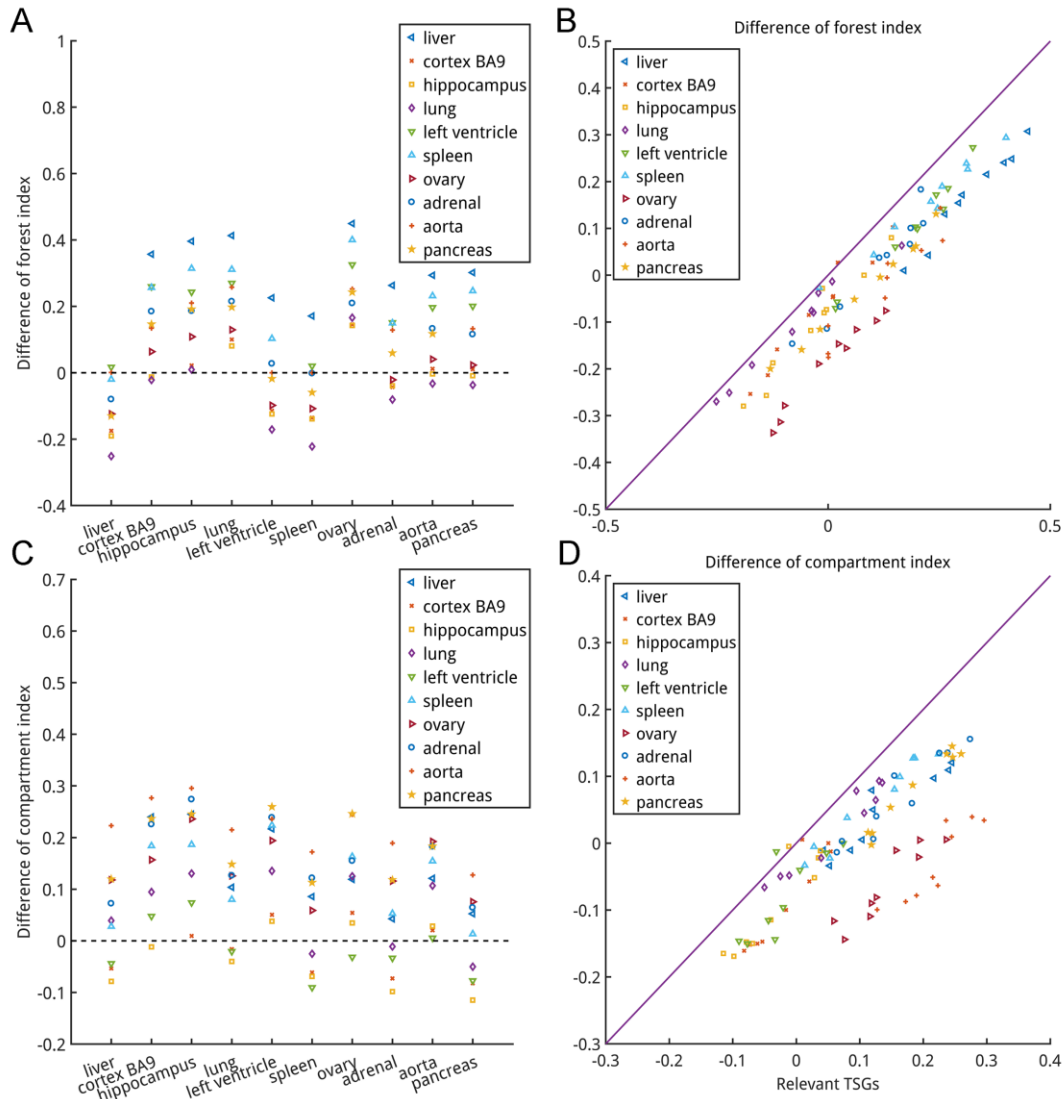 A
Difference of forest index
1
0.8
0.6
0.4
0.2
0
-0.2
-0.4
liver
cortex BA9
hippocampus
lung
left ventricle
spleen
ovary
adrenal
aorta
pancreas
liver
cortex BA9
hippocampus
lung
left ventricle
spleen
ovary
adrenal
aorta
pancreas
B
Difference of forest index
0.5
0.4
0.3
0.2
0.1
0
-0.1
-0.2
-0.3
-0.4
-0.5
-0.5
0
0.5
liver
cortex BA9
hippocampus
lung
left ventricle
spleen
ovary
adrenal
aorta
pancreas
C
Difference of compartment index
0.7
0.6
0.5
0.4
0.3
0.2
0.1
0
-0.1
-0.2
liver
cortex BA9
hippocampus
lung
left ventricle
spleen
ovary
adrenal
aorta
pancreas
liver
cortex BA9
hippocampus
lung
left ventricle
spleen
ovary
adrenal
aorta
pancreas
D
Difference of compartment index
0.4
0.3
0.2
0.1
0
-0.1
-0.2
-0.3
-0.3
-0.2
-0.1
0
0.1
0.2
0.3
0.4
Relevant TSGs
liver
cortex BA9
hippocampus
lung
left ventricle
spleen
ovary
adrenal
aorta
pancreas